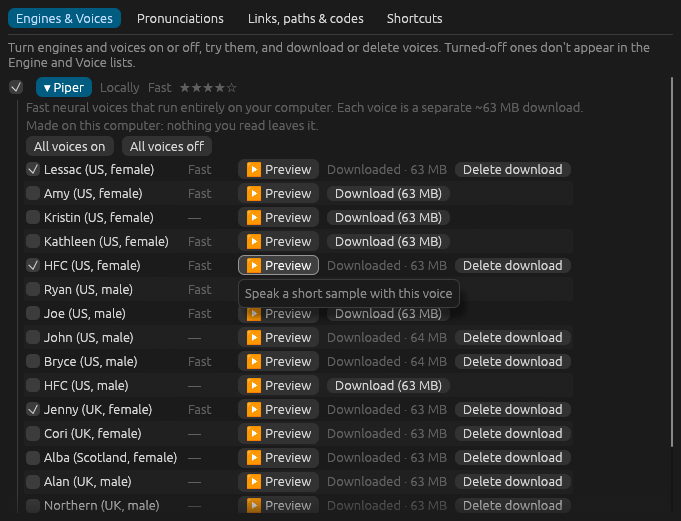 Engines & Voices Pronunciations Links, paths & codes Shortcuts
Turn engines and voices on or off, try them, and download or delete voices. Turned-off ones don't appear in the
Engine and Voice lists.
▾ Piper Locally Fast ★★★★☆
Fast neural voices that run entirely on your computer. Each voice is a separate ~63 MB download.
Made on this computer: nothing you read leaves it.
All voices on All voices off
Lessac (US, female) Fast Preview Downloaded · 63 MB Delete download
Amy (US, female) Fast Preview Download (63 MB)
Kristin (US, female) — Preview Download (63 MB)
Kathleen (US, female) Fast Preview Download (63 MB)
HFC (US, female) Fast Preview Downloaded · 63 MB Delete download
Ryan (US, male) Fast
Speak a short sample with this voice
Joe (US, male) Fast Preview Download (63 MB)
John (US, male) — Preview Downloaded · 64 MB Delete download
Bryce (US, male) Fast Preview Downloaded · 64 MB Delete download
HFC (US, male) — Preview Download (63 MB)
Jenny (UK, female) Fast Preview Downloaded · 63 MB Delete download
Cori (UK, female) — Preview Downloaded · 63 MB Delete download
Alba (Scotland, female) — Preview Downloaded · 63 MB Delete download
Alan (UK, male) — Preview Downloaded · 63 MB Delete download
Northern (UK, male) — Preview Downloaded · 63 MB Delete download